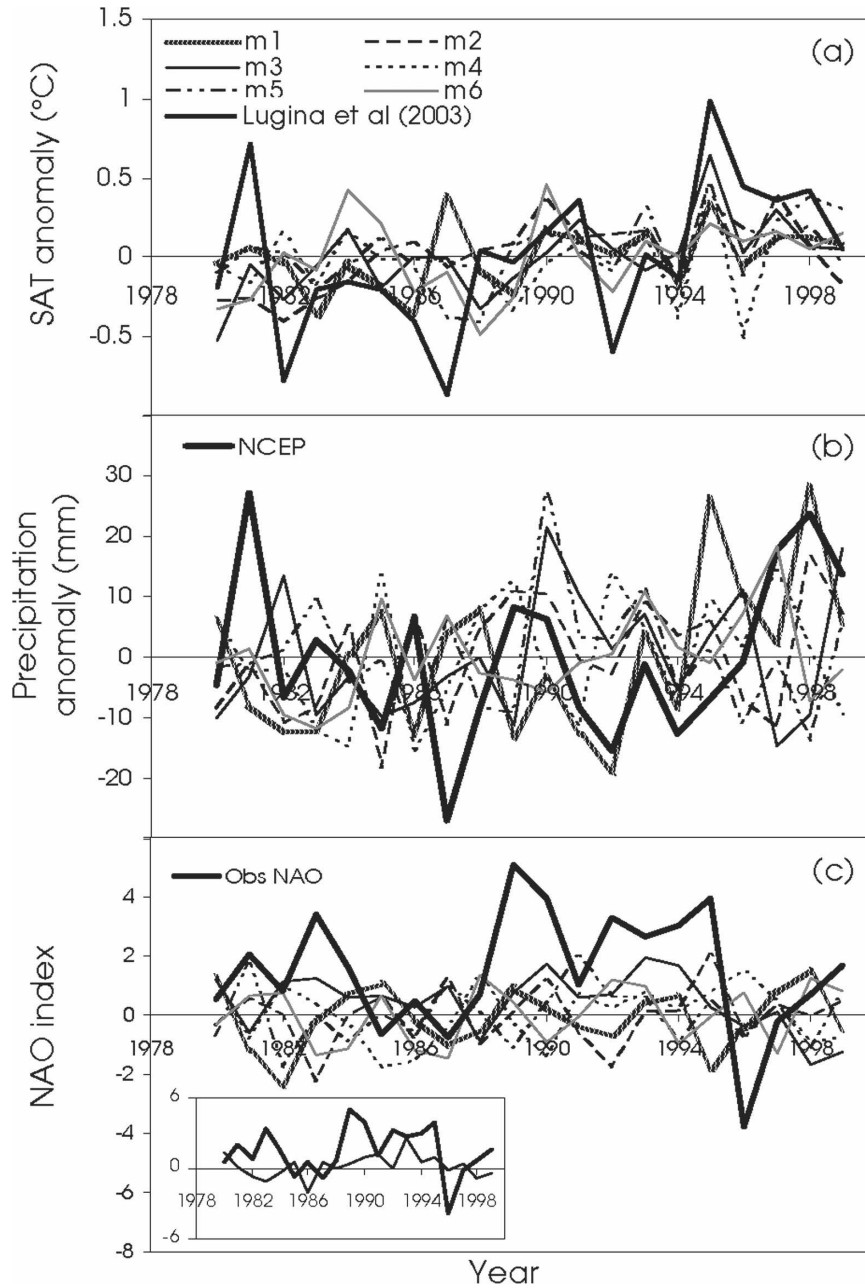 1.5
(a)
m1 m2
m3 m4
m5 m6
Lugina et al (2003)
SAT anomaly (°C)
1
0.5
0
1978 1982 1986 1990 1994 1998
-0.5
NCEP
(b)
Precipitation
anomaly (mm)
30
20
10
0
1978 1982 1986 1990 1994 1998
-10
-20
Obs NAO
(c)
NAO index
4
2
0
1978 1982 1986 1990 1994 1998
-2
-4
-6
-8
6
0
1978 1982 1986 1990 1994 1998
-6
Year